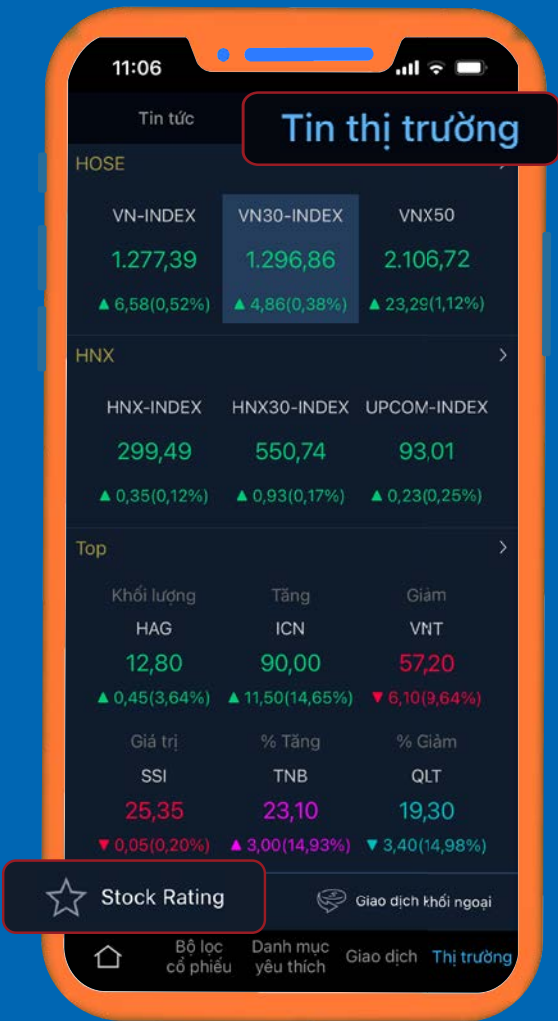 11:06
Tin tức
Tin thị trường
HOSE
VN-INDEX VN30-INDEX VNX50
1.277,39 1.296,86 2.106,72
▲ 6,58(0,52%) ▲ 4,86(0,38%) ▲ 23,29(1,12%)
HNX
HNX-INDEX HNX30-INDEX UPCOM-INDEX
299,49 550,74 93,01
▲ 0,35(0,12%) ▲ 0,93(0,17%) ▲ 0,23(0,25%)
Top
Khối lượng Tăng Giảm
HAG ICN VNT
12,80 90,00 57,20
▲ 0,45(3,64%) ▲ 11,50(14,65%) ▼ 6,10(9,64%)
Giá trị % Tăng % Giảm
SSI TNB QLT
25,35 23,10 19,30
▼ 0,05(0,20%) ▲ 3,00(14,93%) ▼ 3,40(14,98%)
Stock Rating Giao dịch khối ngoại
Bộ lọc cổ phiếu Danh mục yêu thích Giao dịch Thị trường